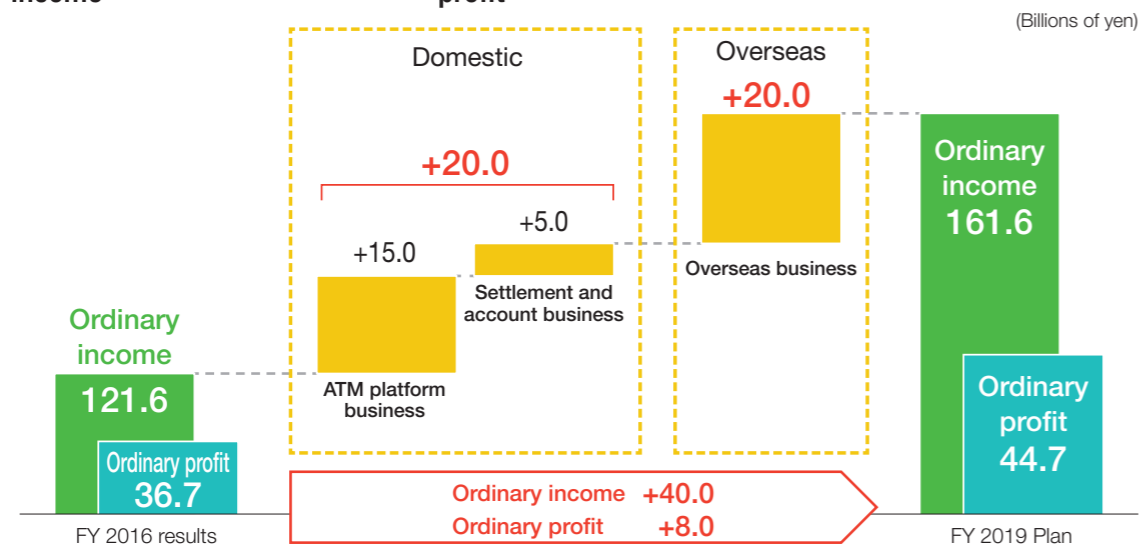 (Billions of yen)
Domestic
Overseas
+20.0
+20.0
+15.0
+5.0
Ordinary
income
161.6
Overseas business
Settlement and
account business
Ordinary
income
121.6
ATM platform
business
Ordinary
profit
44.7
Ordinary profit
36.7
Ordinary income +40.0
Ordinary profit +8.0
FY 2016 results
FY 2019 Plan